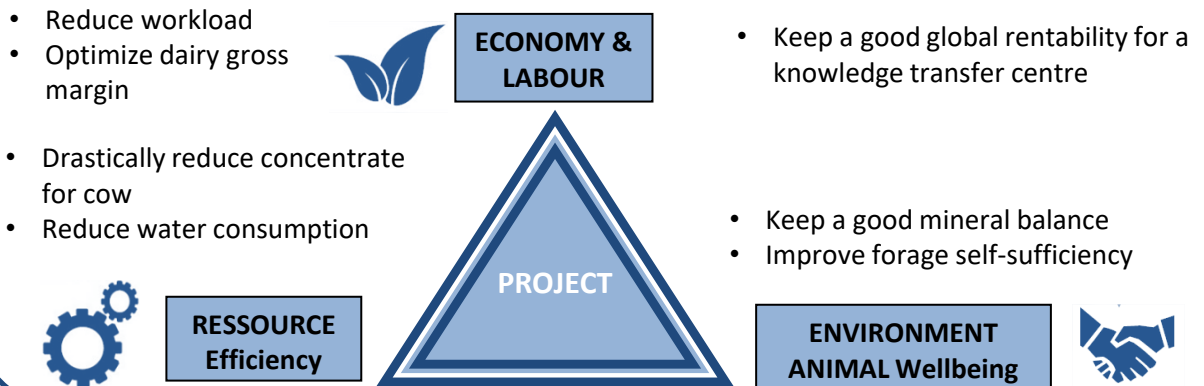 • Reduce workload
• Optimize dairy gross
margin
ECONOMY &
LABOUR
• Keep a good global rentability for a
knowledge transfer centre
• Drastically reduce concentrate
for cow
• Reduce water consumption
• Keep a good mineral balance
• Improve forage self-sufficiency
PROJECT
RESSOURCE
Efficiency
ENVIRONMENT
ANIMAL Wellbeing